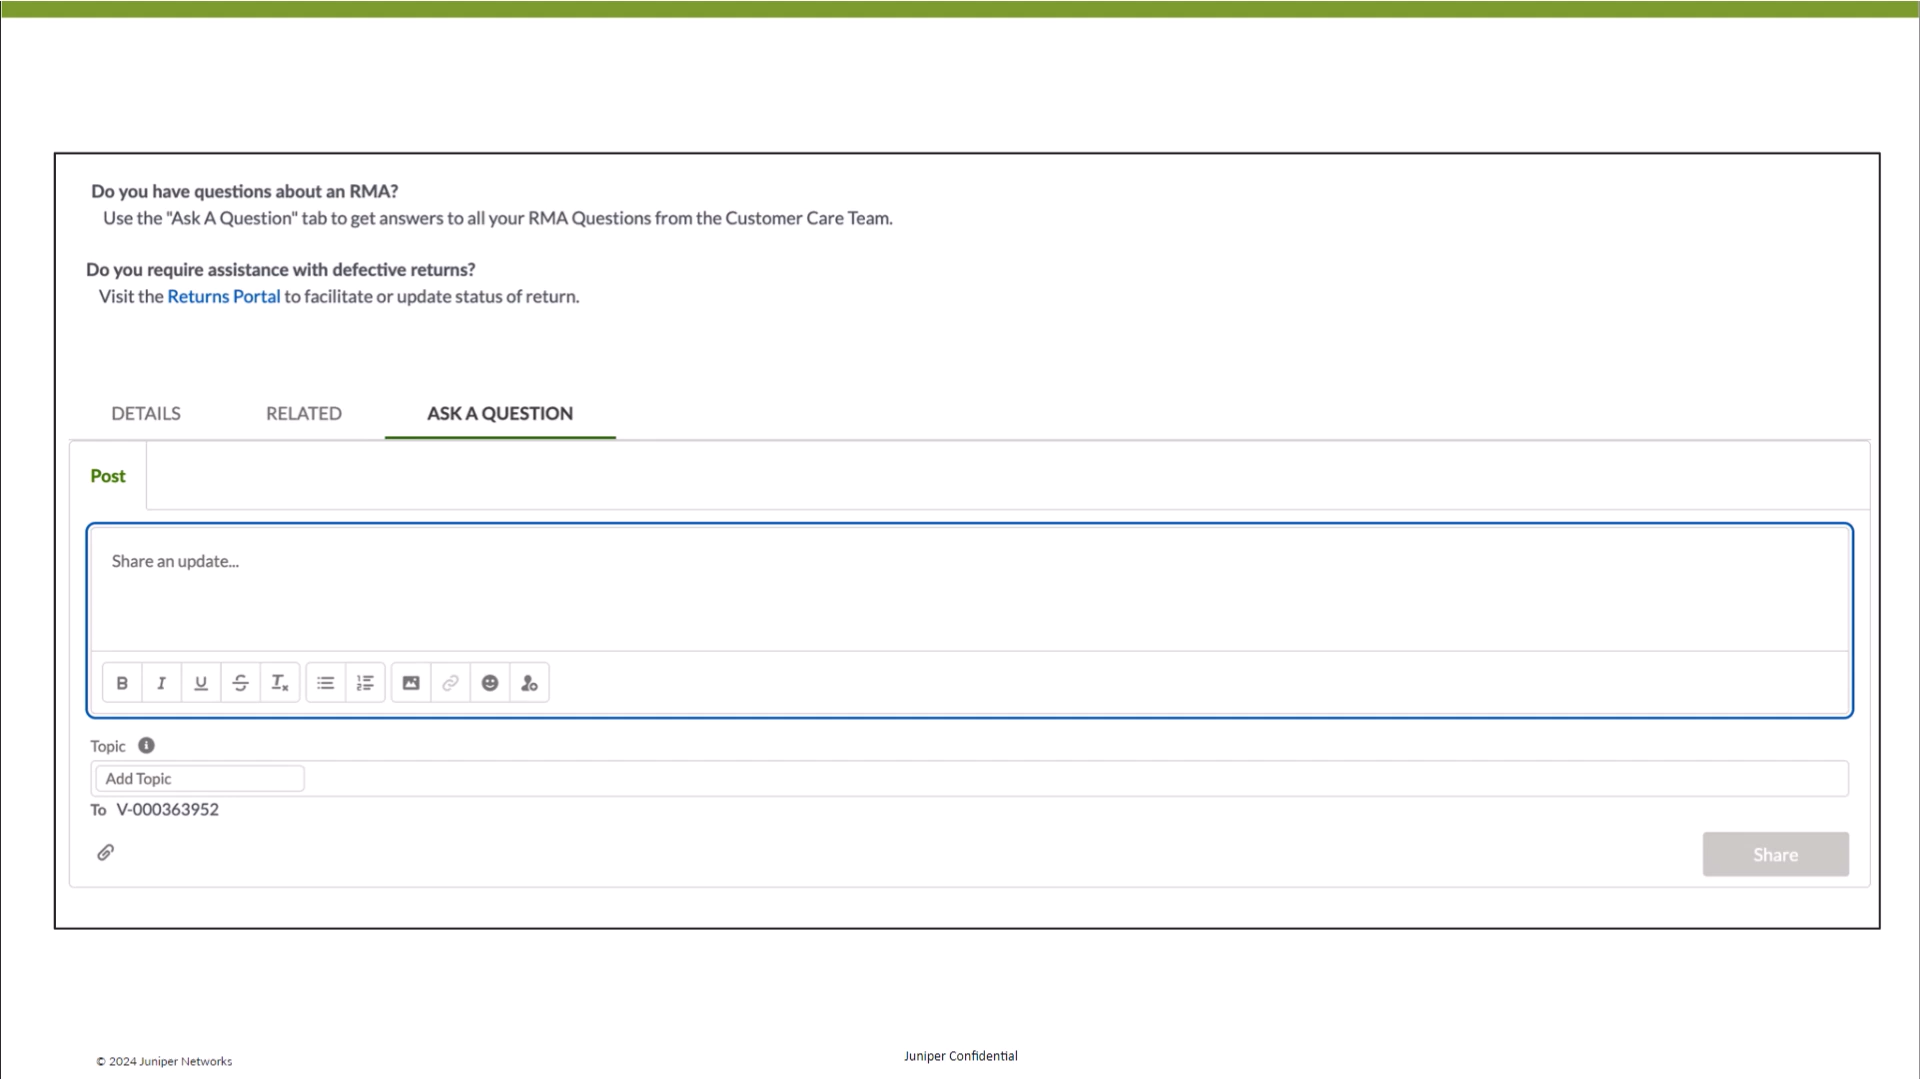 Do you have questions about an RMA?
Use the "Ask A Question" tab to get answers to all your RMA Questions from the Customer Care Team.
Do you require assistance with defective returns?
Visit the Returns Portal to facilitate or update status of return.
DETAILS RELATED ASK A QUESTION
Post
Share an update...
Topic
Add Topic
To V-000363952
Share
© 2024 Juniper Networks
Juniper Confidential